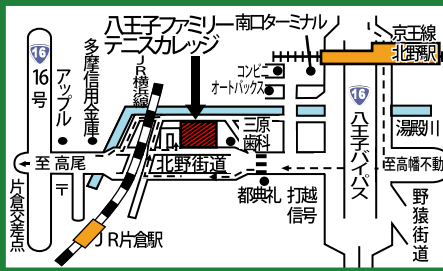 八王子ファミリー
テニスカレッジ
南口ターミナル
京王線
北野駅
コンビニ
オートバックス
16
16号
アップル
多摩信用金庫
JR横浜線
三原
歯科
16
八王子バイパス
湯殿川
至 高尾
〒
北野街道
至高幡不動
片倉交差点
都典礼
打越
信号
野猿街道
JR片倉駅